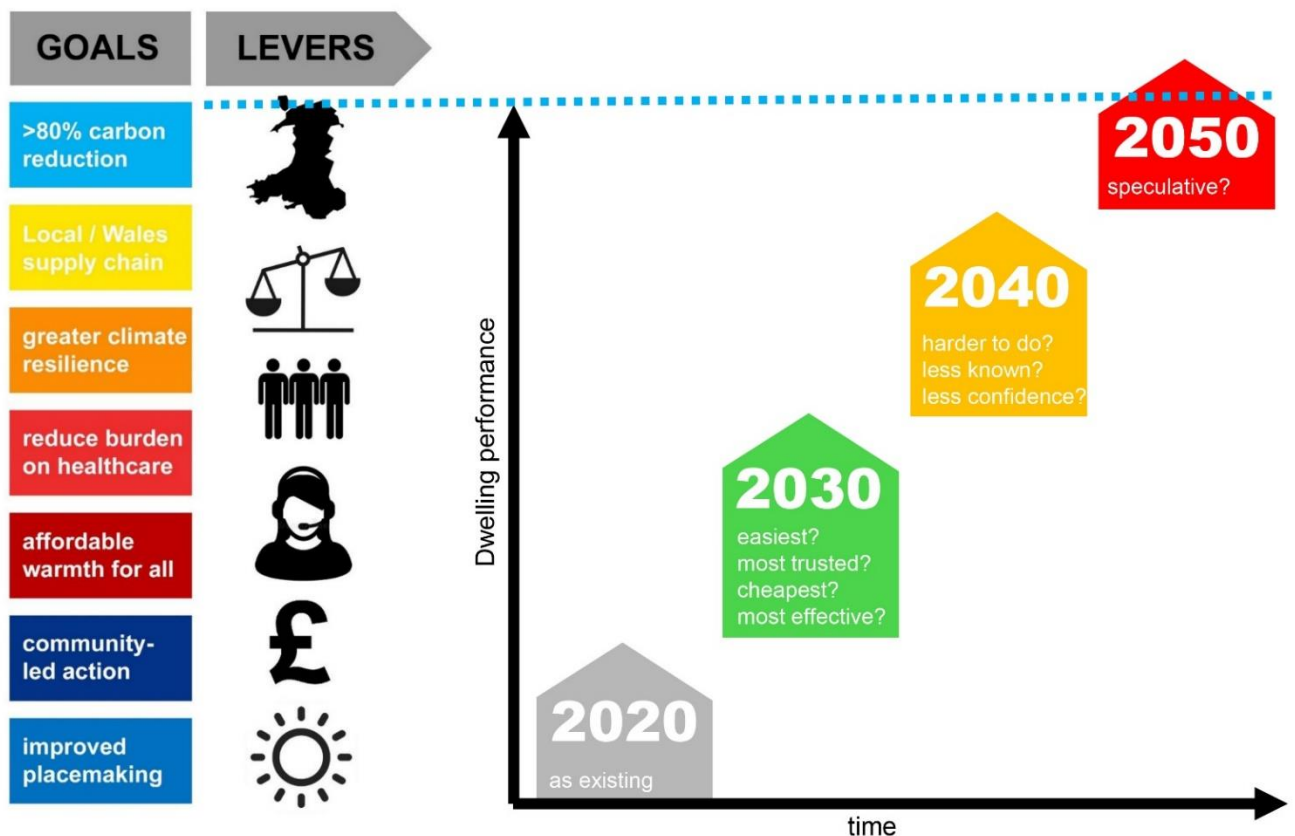 GOALS
LEVERS
>80% carbon
reduction
Local / Wales
supply chain
greater climate
resilience
reduce burden
on healthcare
affordable
warmth for all
community-
led action
improved
placemaking
£
Dwelling performance
2020
as existing
2030
easiest?
most trusted?
cheapest?
most effective?
2040
harder to do?
less known?
less confidence?
2050
speculative?
time